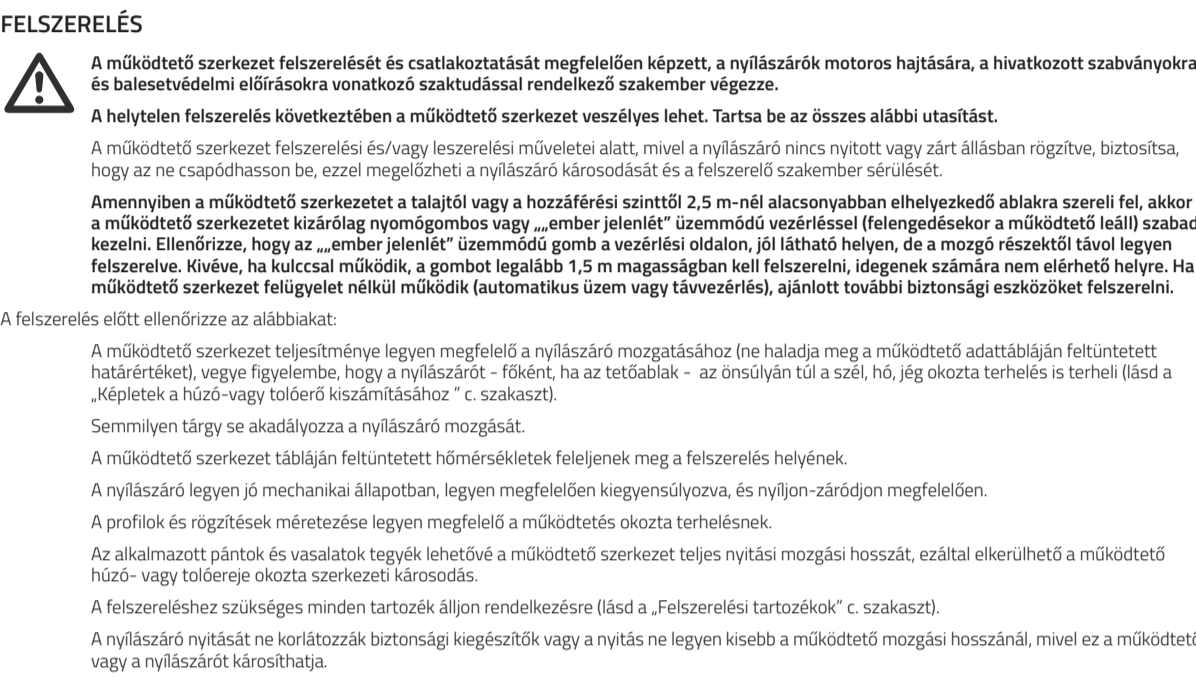 FELSZERELÉS
A működtető szerkezet felszerelését és csatlakoztatását megfelelően képzett, a nyílászárók motoros hajtására, a hivatkozott szabványokra
és balesetvédelmi előírásokra vonatkozó szaktudással rendelkező szakember végezze.
A helytelen felszerelés következtében a működtető szerkezet veszélyes lehet. Tartsa be az összes alábbi utasítást.
A működtető szerkezet felszerelési és/vagy leszerelési műveletei alatt, mivel a nyílászáró nincs nyitott vagy zárt állásban rögzítve, biztosítsa,
hogy az ne csapódhasson be, ezzel megelőzheti a nyílászáró károsodását és a felszerelő szakember sérülését.
Amennyiben a működtető szerkezetet a talajtól vagy a hozzáférési szinttől 2,5 m-nél alacsonyabban elhelyezkedő ablakra szereli fel, akkor
a működtető szerkezetet kizárólag nyomógombos vagy „„ember jelenlét” üzemmódú vezérléssel (felengedésekor a működtető leáll) szabad
kezelni. Ellenőrizze, hogy az „„ember jelenlét” üzemmódú gomb a vezérlési oldalon, jól látható helyen, de a mozgó részektől távol legyen
felszerelve. Kivéve, ha kulccsal működik, a gombot legalább 1,5 m magasságban kell felszerelni, idegenek számára nem elérhető helyre. Ha
működtető szerkezet felügyelet nélkül működik (automatikus üzem vagy távvezérlés), ajánlott további biztonsági eszközöket felszerelni.
A felszerelés előtt ellenőrizze az alábbiakat:
A működtető szerkezet teljesítménye legyen megfelelő a nyílászáró mozgatásához (ne haladja meg a működtető adattábláján feltüntetett
határértéket), vegye figyelembe, hogy a nyílászárót - főként, ha az tetőablak - az önsúlyán túl a szél, hó, jég okozta terhelés is terheli (lásd a
„Képletek a húzó-vagy tolóerő kiszámításához ” c. szakaszt).
Semmilyen tárgy se akadályozza a nyílászáró mozgását.
A működtető szerkezet tábláján feltüntetett hőmérsékletek feleljenek meg a felszerelés helyének.
A nyílászáró legyen jó mechanikai állapotban, legyen megfelelően kiegyensúlyozva, és nyíljon-záródjon megfelelően.
A profilok és rögzítések méretezése legyen megfelelő a működtetés okozta terhelésnek.
Az alkalmazott pántok és vasalatok tegyék lehetővé a működtető szerkezet teljes nyitási mozgási hosszát, ezáltal elkerülhető a működtető
húzó- vagy tolóereje okozta szerkezeti károsodás.
A felszereléshez szükséges minden tartozék álljon rendelkezésre (lásd a „Felszerelési tartozékok” c. szakaszt).
A nyílászáró nyitását ne korlátozzák biztonsági kiegészítők vagy a nyitás ne legyen kisebb a működtető mozgási hosszánál, mivel ez a működtető
vagy a nyílászárót károsíthatja.